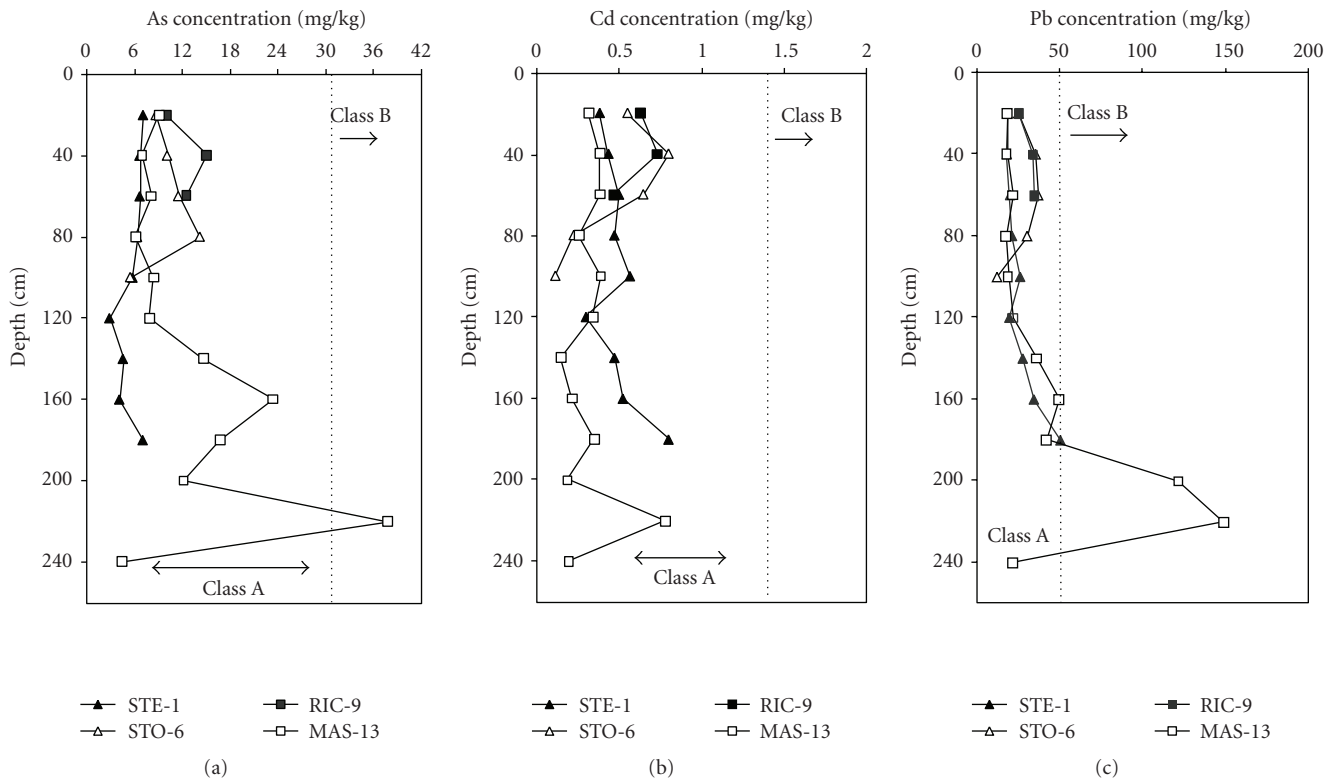 As concentration (mg/kg)
0 6 12 18 24 30 36 42
0
40
80
120
160
200
240
Depth (cm)
Class B
Class A
STE-1
RIC-9
STO-6
MAS-13
(a)
Cd concentration (mg/kg)
0 0.5 1 1.5 2
0
40
80
120
160
200
240
Depth (cm)
Class B
Class A
STE-1
RIC-9
STO-6
MAS-13
(b)
Pb concentration (mg/kg)
0 50 100 150 200
0
40
80
120
160
200
240
Depth (cm)
Class B
Class A
STE-1
RIC-9
STO-6
MAS-13
(c)